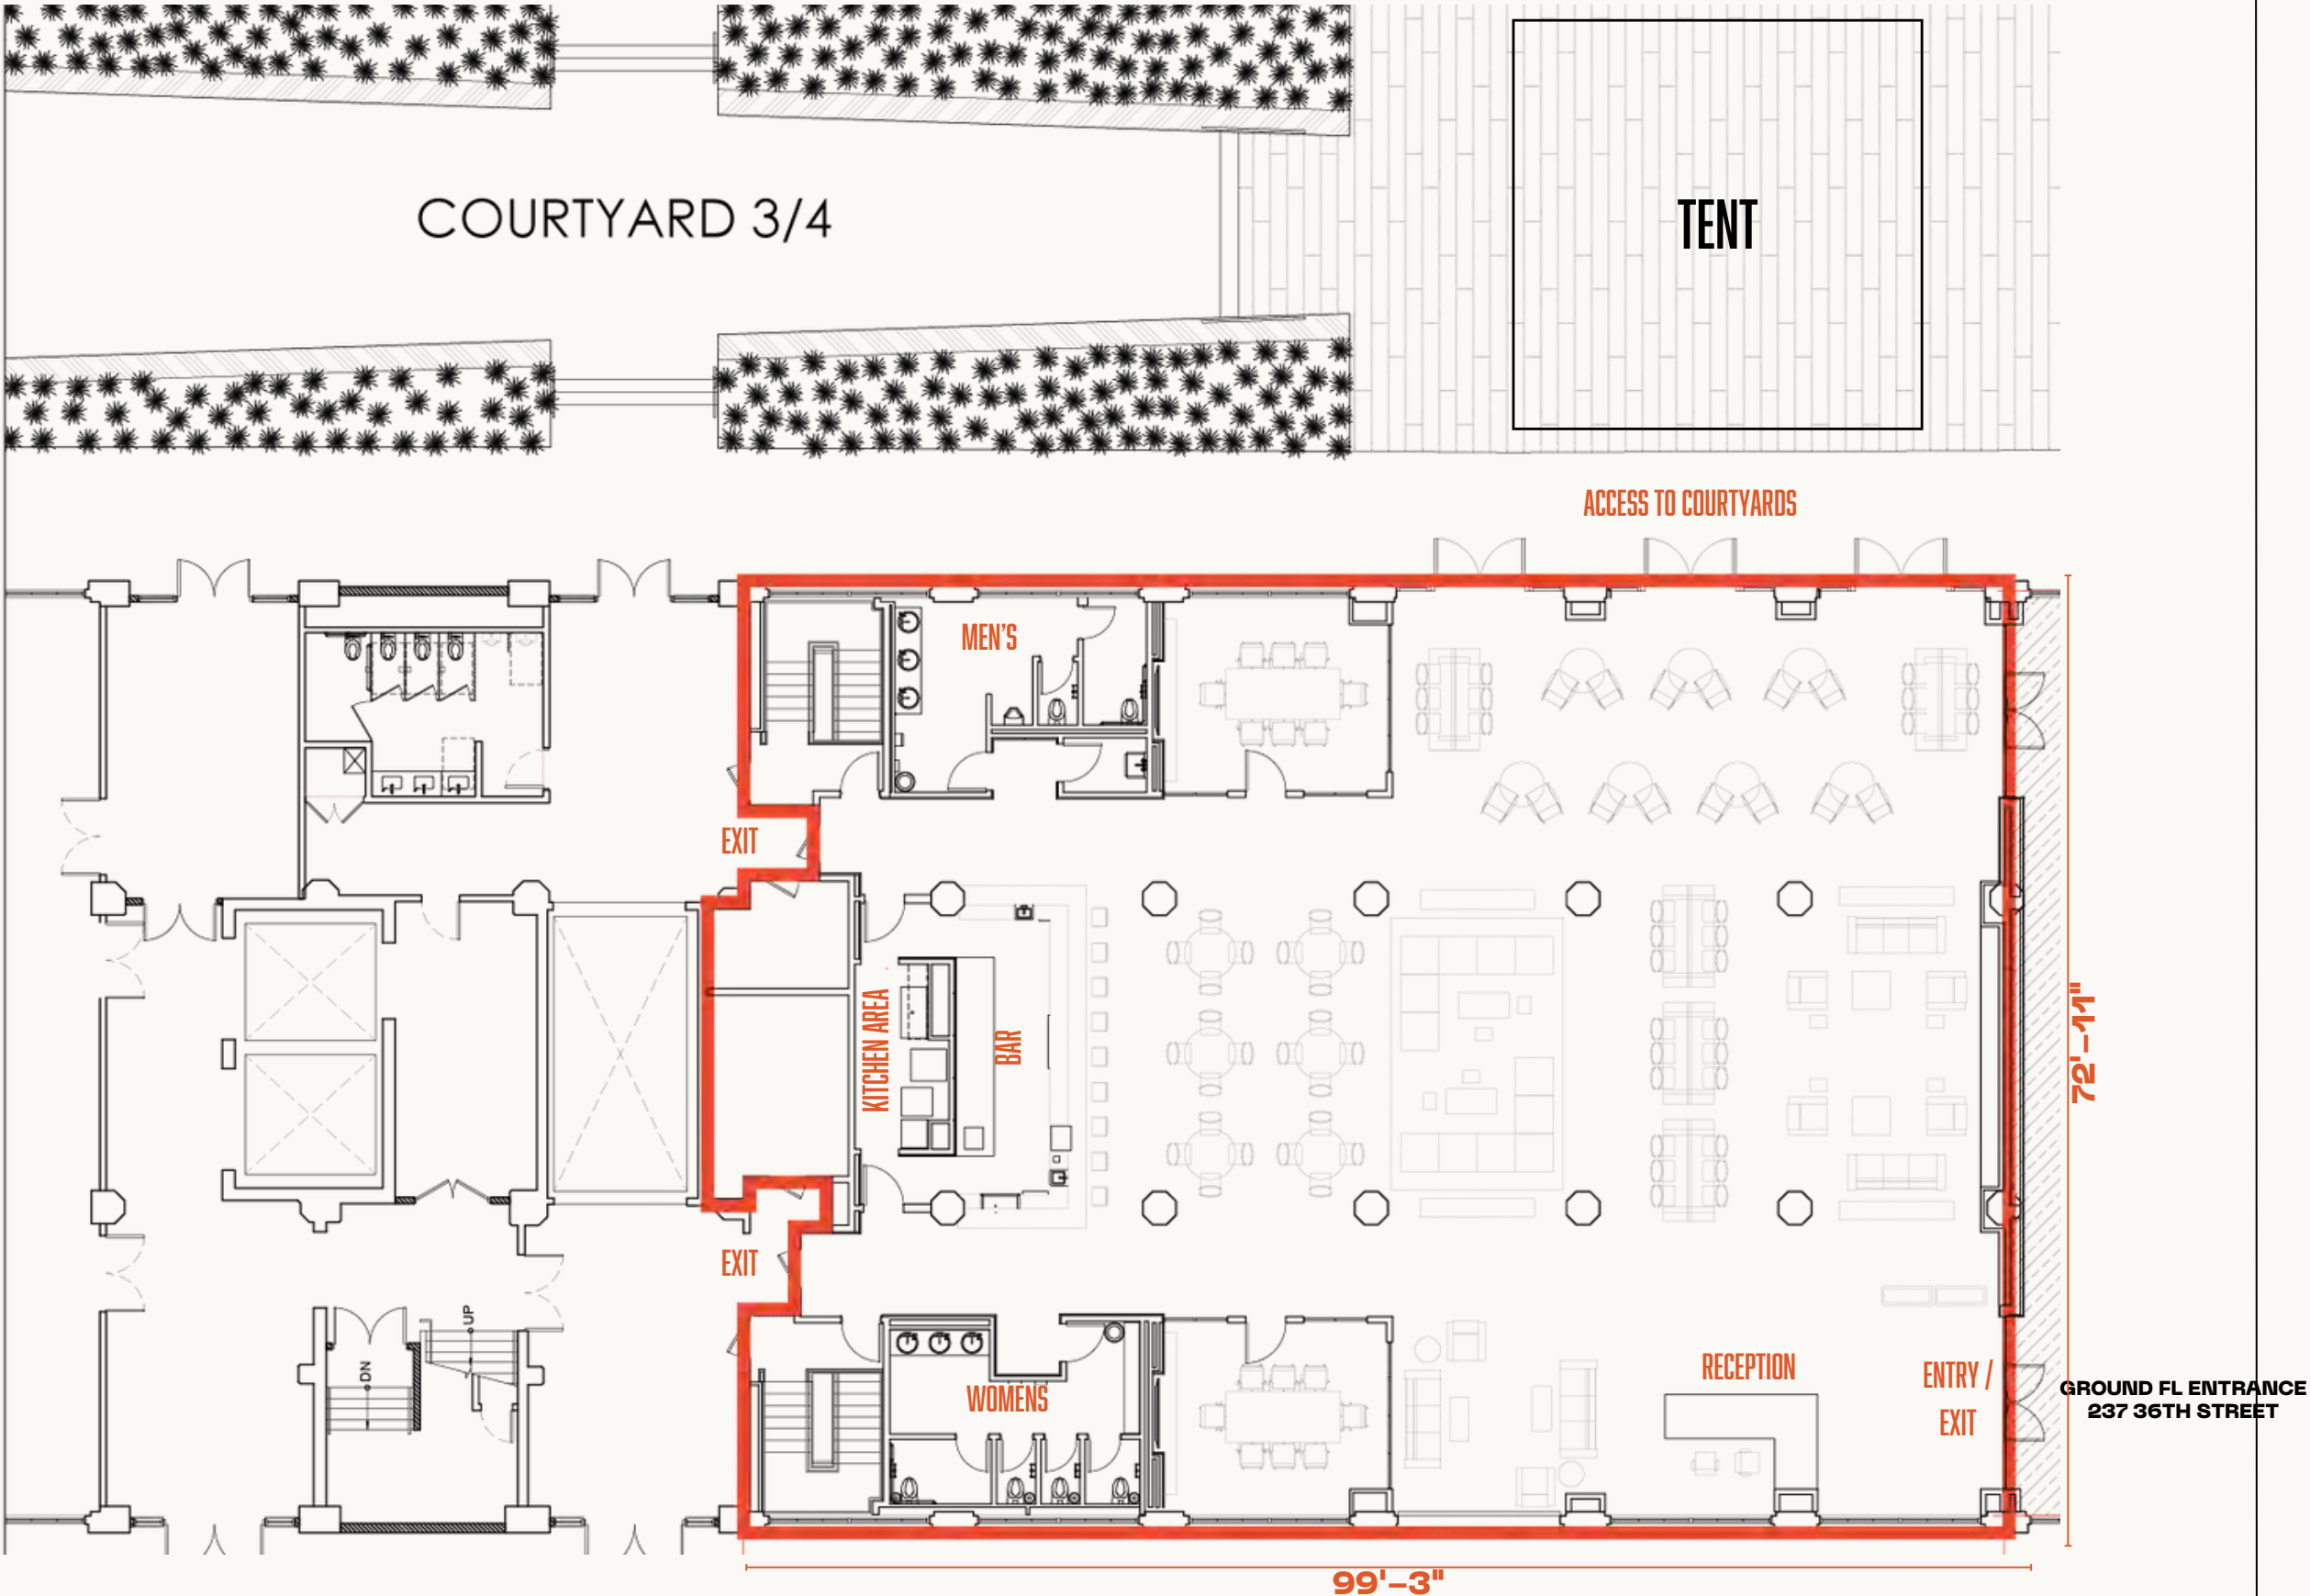 COURTYARD 3/4
TENT
ACCESS TO COURTYARDS
MEN'S
EXIT
KITCHEN AREA
BAR
72'-11"
EXIT
UP
DN
WOMENS
RECEPTION
ENTRY /
EXIT
GROUND FL ENTRANCE
237 36TH STREET
99'-3"